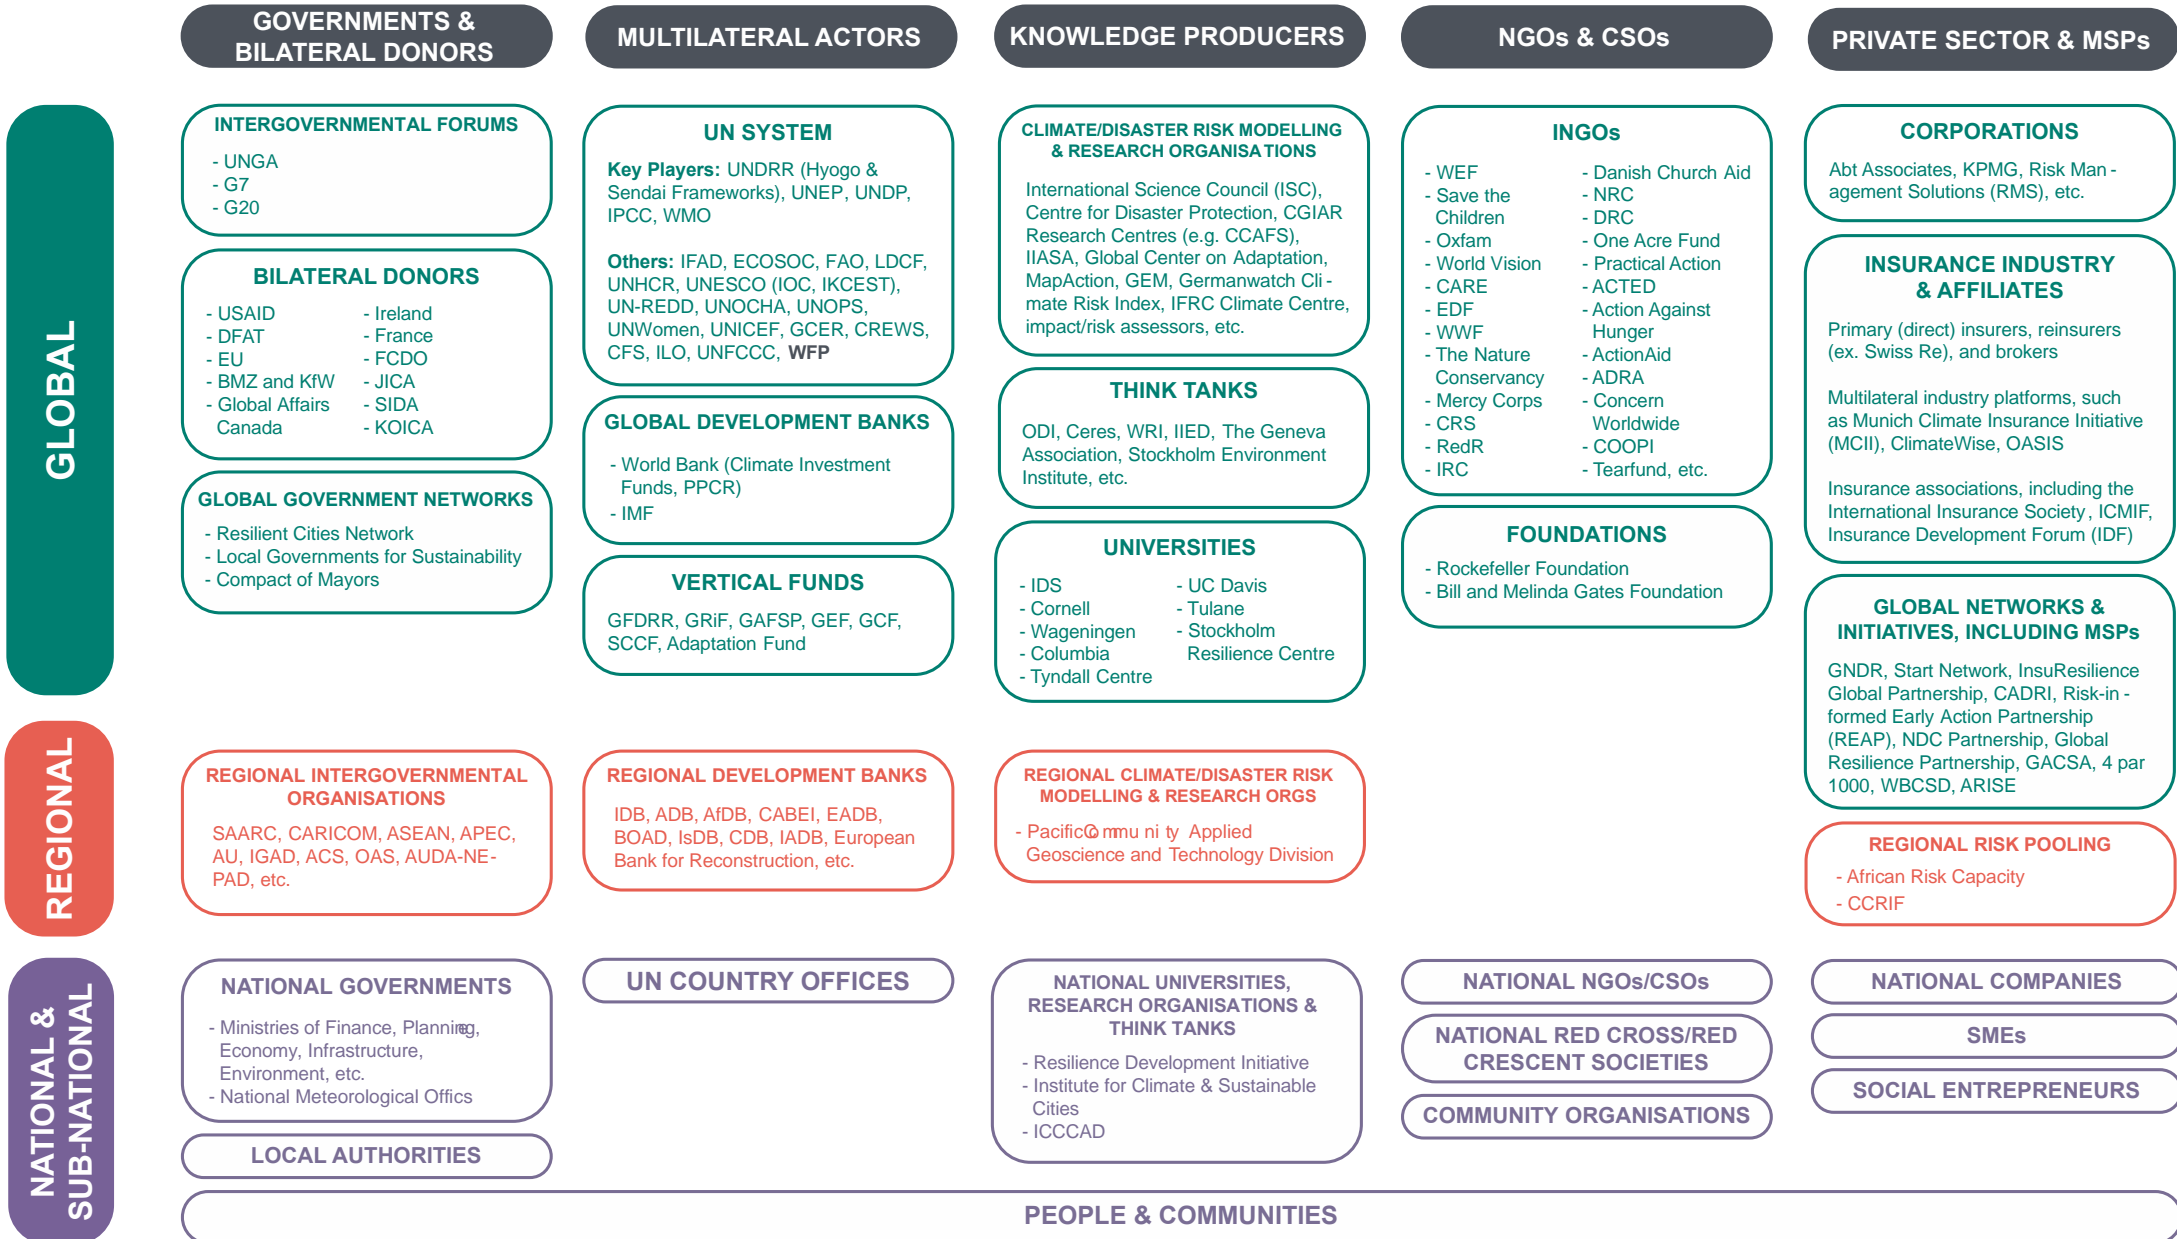 GOVERNMENTS &
BILATERAL DONORS
MULTILATERAL ACTORS
KNOWLEDGE PRODUCERS
NGOs & CSOs
PRIVATE SECTOR & MSPs
GLOBAL
INTERGOVERNMENTAL FORUMS
- UNGA
- G7
- G20
BILATERAL DONORS
- USAID
- DFAT
- EU
- BMZ and KfW
- Global Affairs
Canada
- Ireland
- France
- FCDO
- JICA
- SIDA
- KOICA
GLOBAL GOVERNMENT NETWORKS
- Resilient Cities Network
- Local Governments for Sustainability
- Compact of Mayors
UN SYSTEM
Key Players: UNDRR (Hyogo &
Sendai Frameworks), UNEP, UNDP,
IPCC, WMO
Others: IFAD, ECOSOC, FAO, LDCF,
UNHCR, UNESCO (IOC, IKCEST),
UN-REDD, UNOCHA, UNOPS,
UNWomen, UNICEF, GCER, CREWS,
CFS, ILO, UNFCCC, WFP
GLOBAL DEVELOPMENT BANKS
- World Bank (Climate Investment
Funds, PPCR)
- IMF
VERTICAL FUNDS
GFDRR, GRiF, GAFSP, GEF, GCF,
SCCF, Adaptation Fund
CLIMATE/DISASTER RISK MODELLING
& RESEARCH ORGANISATIONS
International Science Council (ISC),
Centre for Disaster Protection, CGIAR
Research Centres (e.g. CCAFS),
IIASA, Global Center on Adaptation,
MapAction, GEM, Germanwatch Cli-
mate Risk Index, IFRC Climate Centre,
impact/risk assessors, etc.
THINK TANKS
ODI, Ceres, WRI, IIED, The Geneva
Association, Stockholm Environment
Institute, etc.
UNIVERSITIES
- IDS
- Cornell
- Wageningen
- Columbia
- Tyndall Centre
- UC Davis
- Tulane
- Stockholm
Resilience Centre
INGOs
- WEF
- Save the
Children
- Oxfam
- World Vision
- CARE
- EDF
- WWF
- The Nature
Conservancy
- Mercy Corps
- CRS
- RedR
- IRC
- Danish Church Aid
- NRC
- DRC
- One Acre Fund
- Practical Action
- ACTED
- Action Against
Hunger
- ActionAid
- ADRA
- Concern
Worldwide
- COOPI
- Tearfund, etc.
FOUNDATIONS
- Rockefeller Foundation
- Bill and Melinda Gates Foundation
CORPORATIONS
Abt Associates, KPMG, Risk Man-
agement Solutions (RMS), etc.
INSURANCE INDUSTRY
& AFFILIATES
Primary (direct) insurers, reinsurers
(ex. Swiss Re), and brokers
Multilateral industry platforms, such
as Munich Climate Insurance Initiative
(MCII), ClimateWise, OASIS
Insurance associations, including the
International Insurance Society, ICMIF,
Insurance Development Forum (IDF)
GLOBAL NETWORKS &
INITIATIVES, INCLUDING MSPs
GNDR, Start Network, InsuResilience
Global Partnership, CADRI, Risk-in-
formed Early Action Partnership
(REAP), NDC Partnership, Global
Resilience Partnership, GACSA, 4 par
1000, WBCSD, ARISE
REGIONAL
REGIONAL INTERGOVERNMENTAL
ORGANISATIONS
SAARC, CARICOM, ASEAN, APEC,
AU, IGAD, ACS, OAS, AUDA-NE-
PAD, etc.
REGIONAL DEVELOPMENT BANKS
IDB, ADB, AfDB, CABEI, EADB,
BOAD, IsDB, CDB, IADB, European
Bank for Reconstruction, etc.
REGIONAL CLIMATE/DISASTER RISK
MODELLING & RESEARCH ORGS
- Pacific Community Applied
Geoscience and Technology Division
REGIONAL RISK POOLING
- African Risk Capacity
- CCRIF
NATIONAL &
SUB-NATIONAL
NATIONAL GOVERNMENTS
- Ministries of Finance, Planning,
Economy, Infrastructure,
Environment, etc.
- National Meteorological Offics
LOCAL AUTHORITIES
UN COUNTRY OFFICES
NATIONAL UNIVERSITIES,
RESEARCH ORGANISATIONS &
THINK TANKS
- Resilience Development Initiative
- Institute for Climate & Sustainable
Cities
- ICCCAD
NATIONAL NGOs/CSOs
NATIONAL RED CROSS/RED
CRESCENT SOCIETIES
COMMUNITY ORGANISATIONS
NATIONAL COMPANIES
SMEs
SOCIAL ENTREPRENEURS
PEOPLE & COMMUNITIES